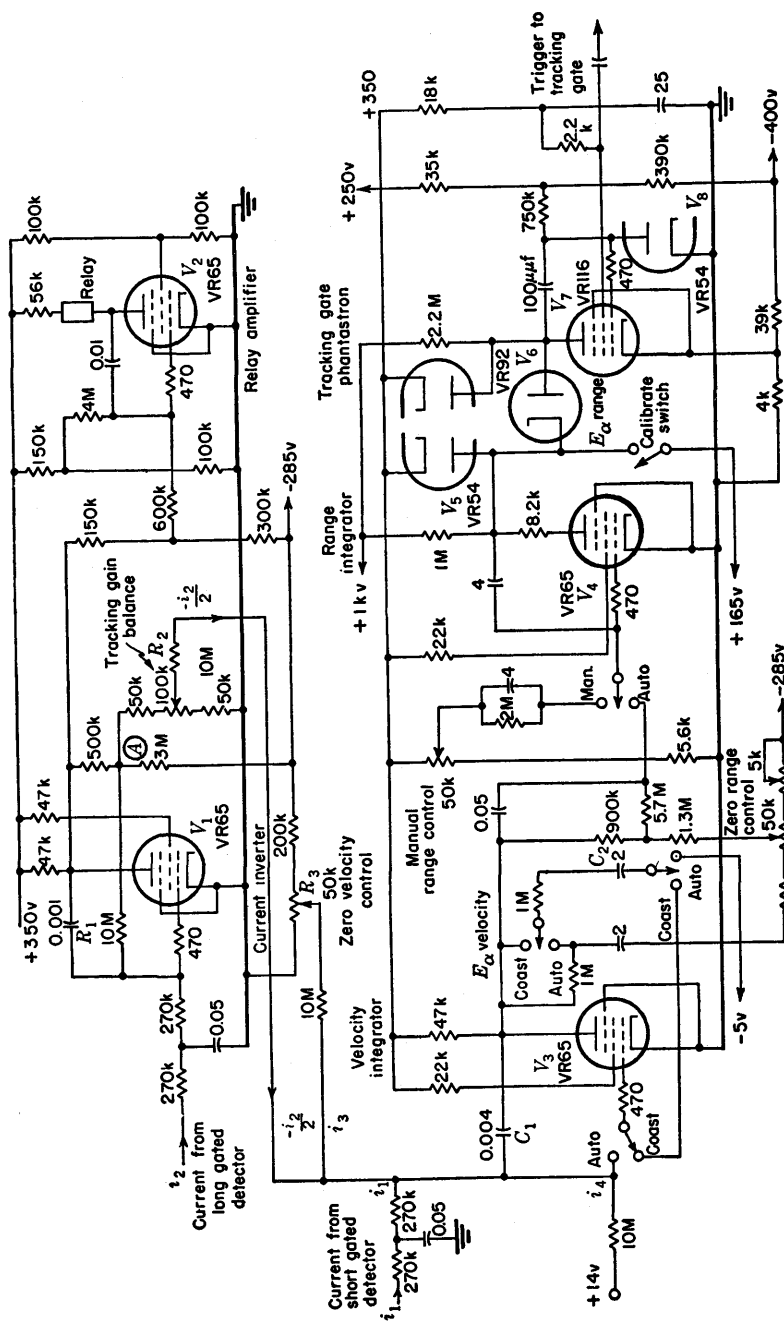 +350v
47k
47k
0.001
R₁
10M
470
270k
270k
0.05
i₂
Current from
long gated
detector
V₁
VR65
Current inverter
500k
Ⓐ
3M
50k
100k
10M
50k
Tracking gain
balance
R₂
-i₂/2
150k
600k
300k
-285v
200k
R₃
50k
Zero velocity
control
10M
150k
4M
100k
0.01
56k
Relay
470
V₂
VR65
Relay amplifier
100k
100k
-i₂/2
i₃
i₁
Current from
short gated
detector
i₁
270k
270k
0.05
+14v
10M
i₄
Auto
Coast
0.004
C₁
470
Velocity
integrator
22k
47k
V₃
VR65
Eα velocity
Coast
Auto
1M
1M
2
C₂
2
Coast
Auto
-5v
0.05
900k
5.7M
1.3M
Zero range
control
50k
5k
-285v
Manual
range control
50k
5.6k
2M
4
Man.
Auto
22k
Range
integrator
+1kv
1M
4
8.2k
470
VR65
V₄
V₅
VR54
Eα range
Calibrate
switch
+165v
Tracking gate
phantastron
2.2M
VR92
V₆
100μμf
V₇
VR116
470
750k
+250v
35k
390k
V₈
VR54
4k
39k
-400v
+350
18k
2.2
k
25
Trigger to
tracking
gate